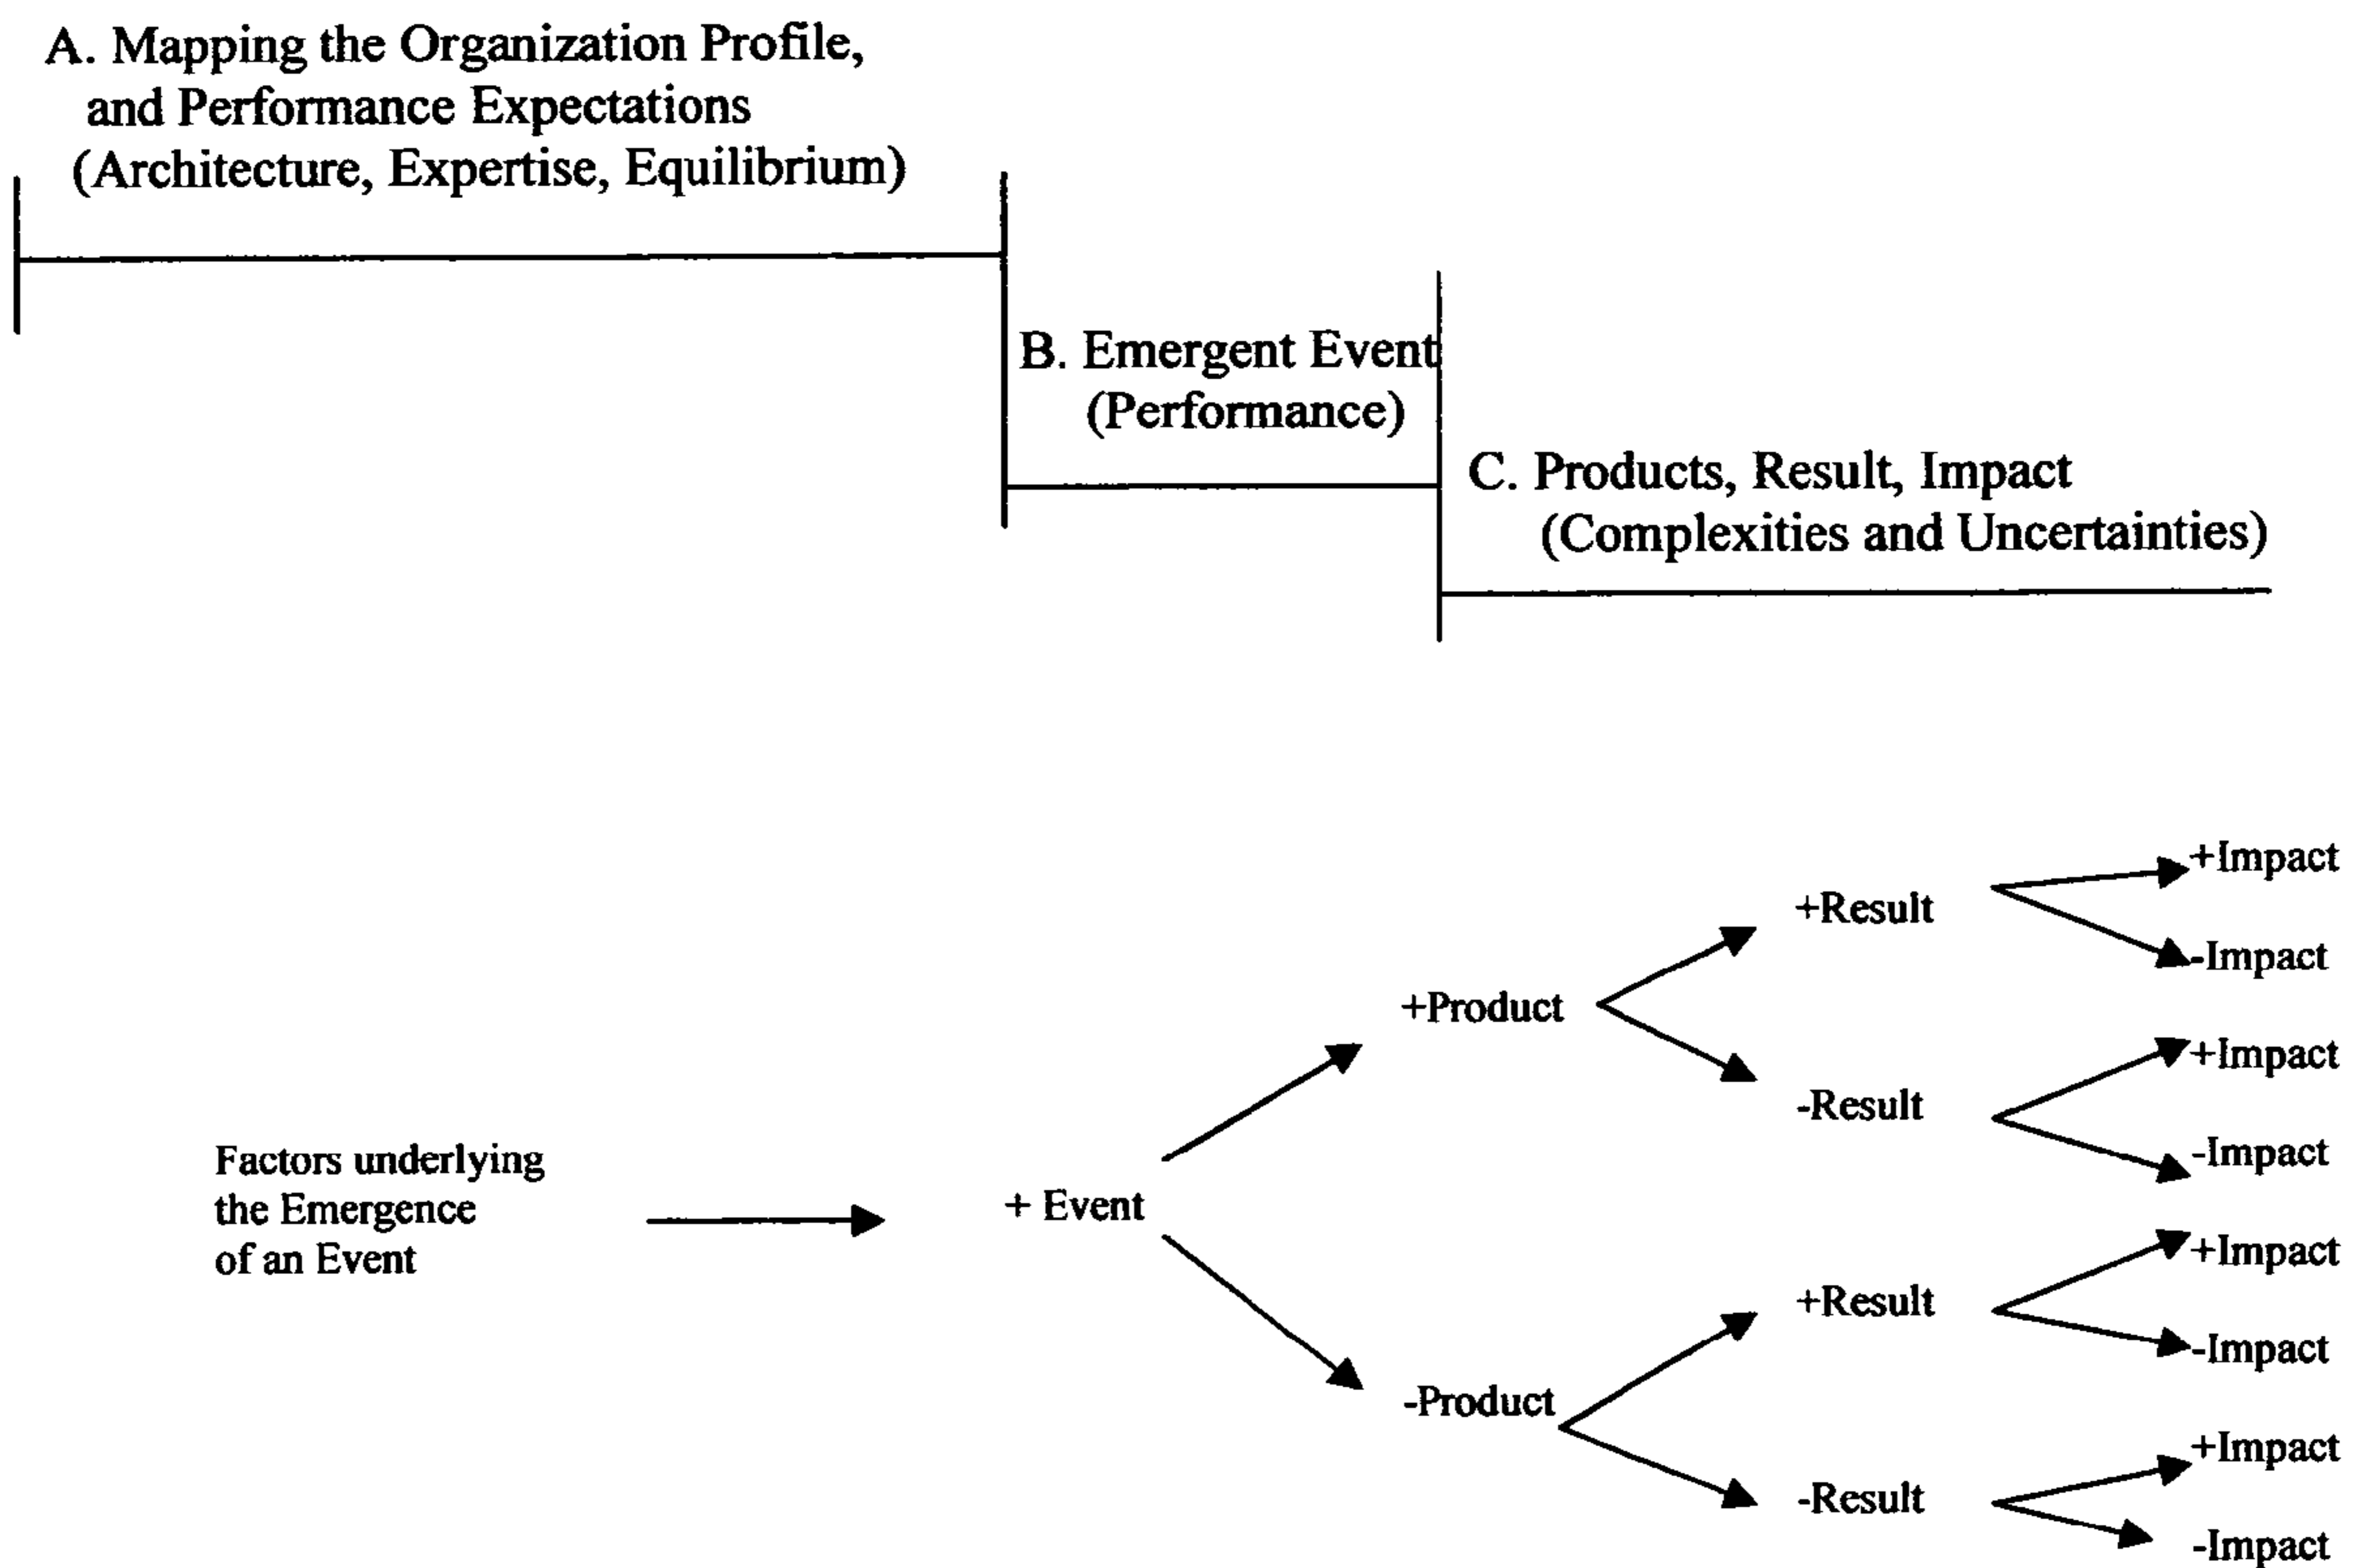 A. Mapping the Organization Profile,
and Performance Expectations
(Architecture, Expertise, Equilibrium)
B. Emergent Event
(Performance)
C. Products, Result, Impact
(Complexities and Uncertainties)
+Impact
+Result
-Impact
+Product
+Impact
-Result
-Impact
Factors underlying
the Emergence
of an Event
+ Event
+Impact
+Result
-Impact
-Product
+Impact
-Result
-Impact